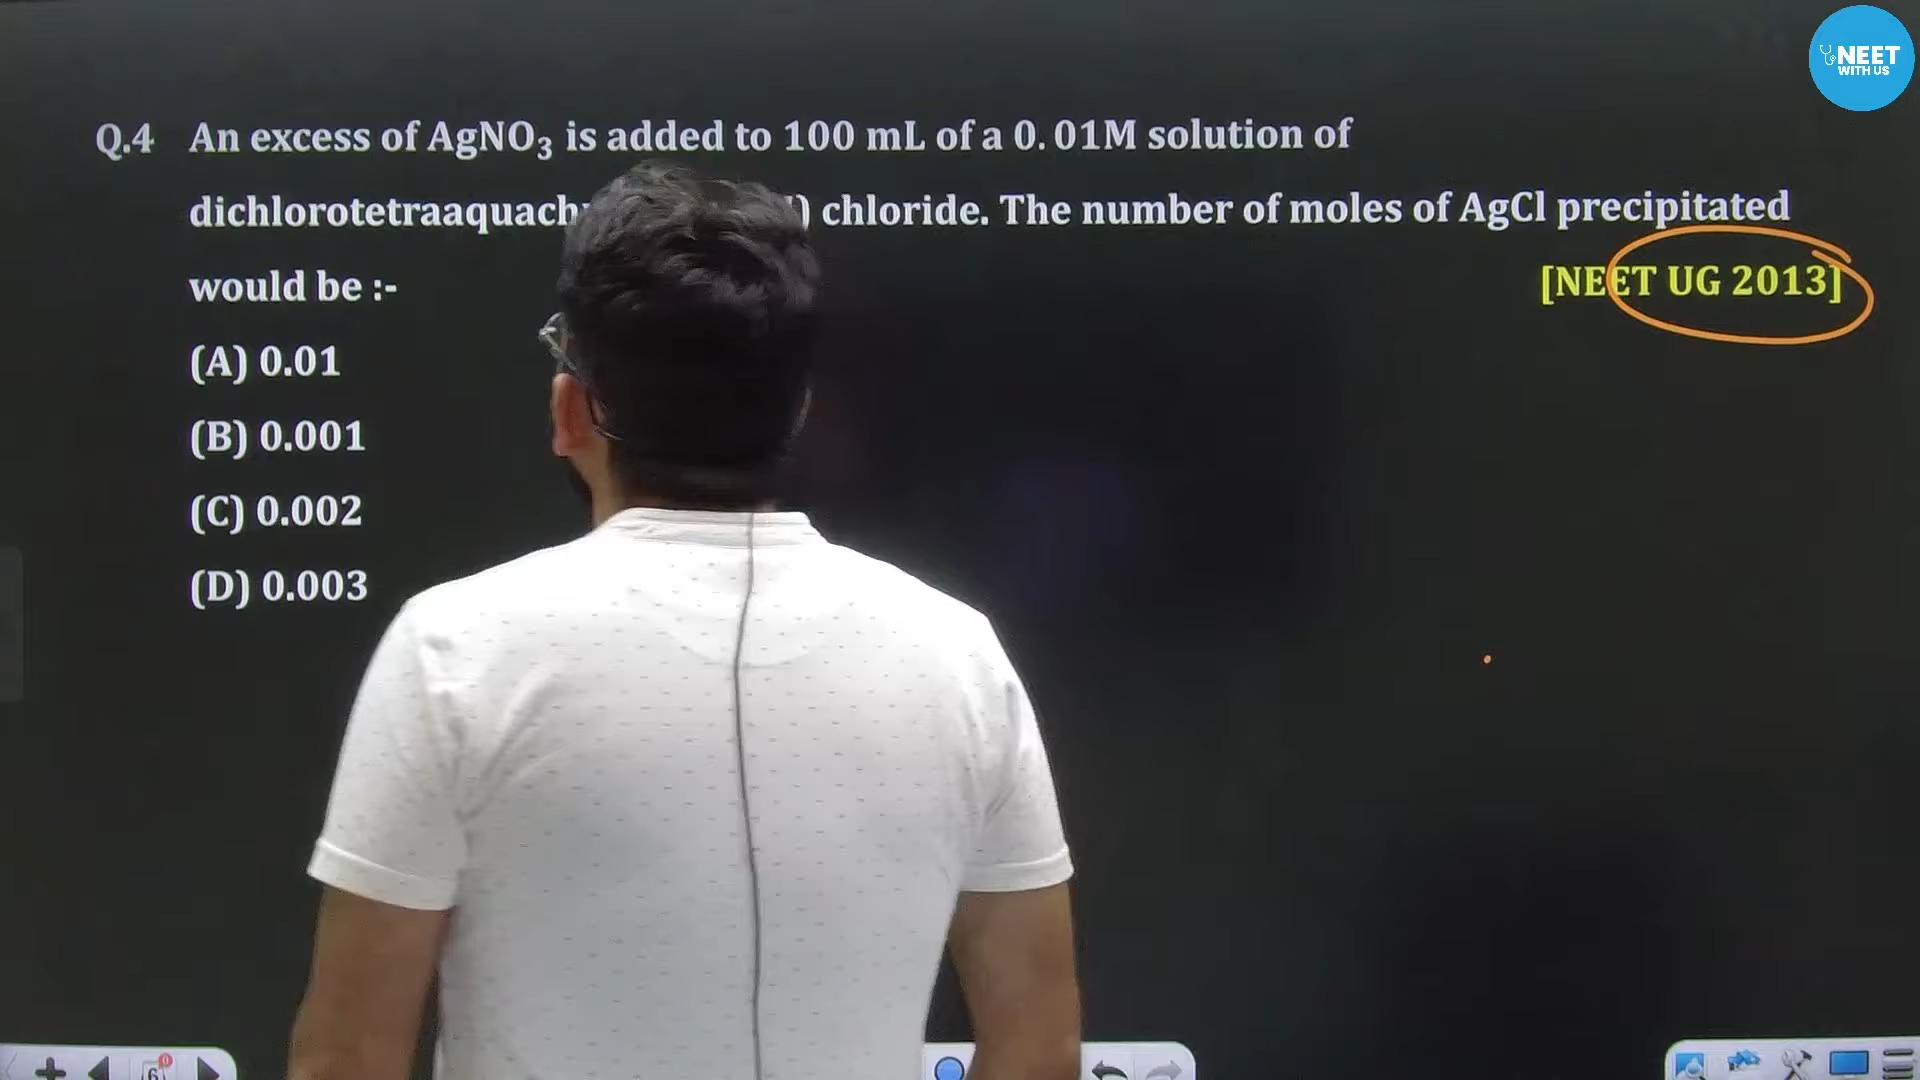 NEET
WITH US
Q.4 An excess of AgNO₃ is added to 100 mL of a 0.01M solution of
) chloride. The number of moles of AgCl precipitated
would be :-
[NEET UG 2013]
(A) 0.01
(B) 0.001
(C) 0.002
(D) 0.003
6
0